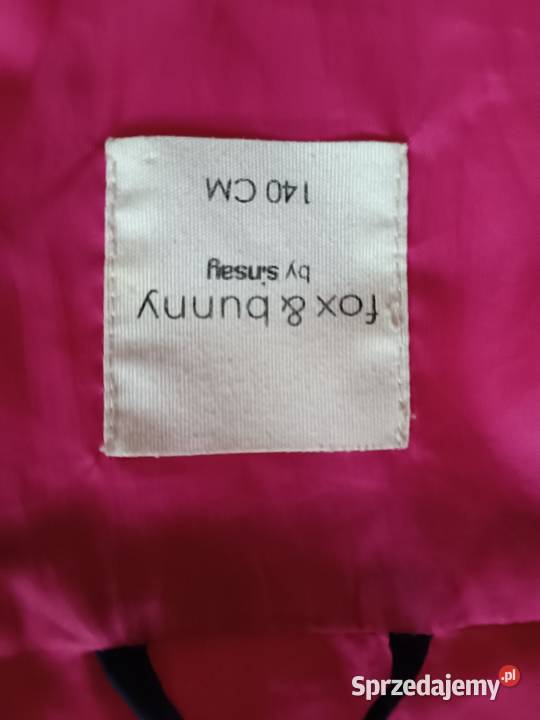 fox & bunny
by sinsay
140 CM
Sprzedajemy.pl